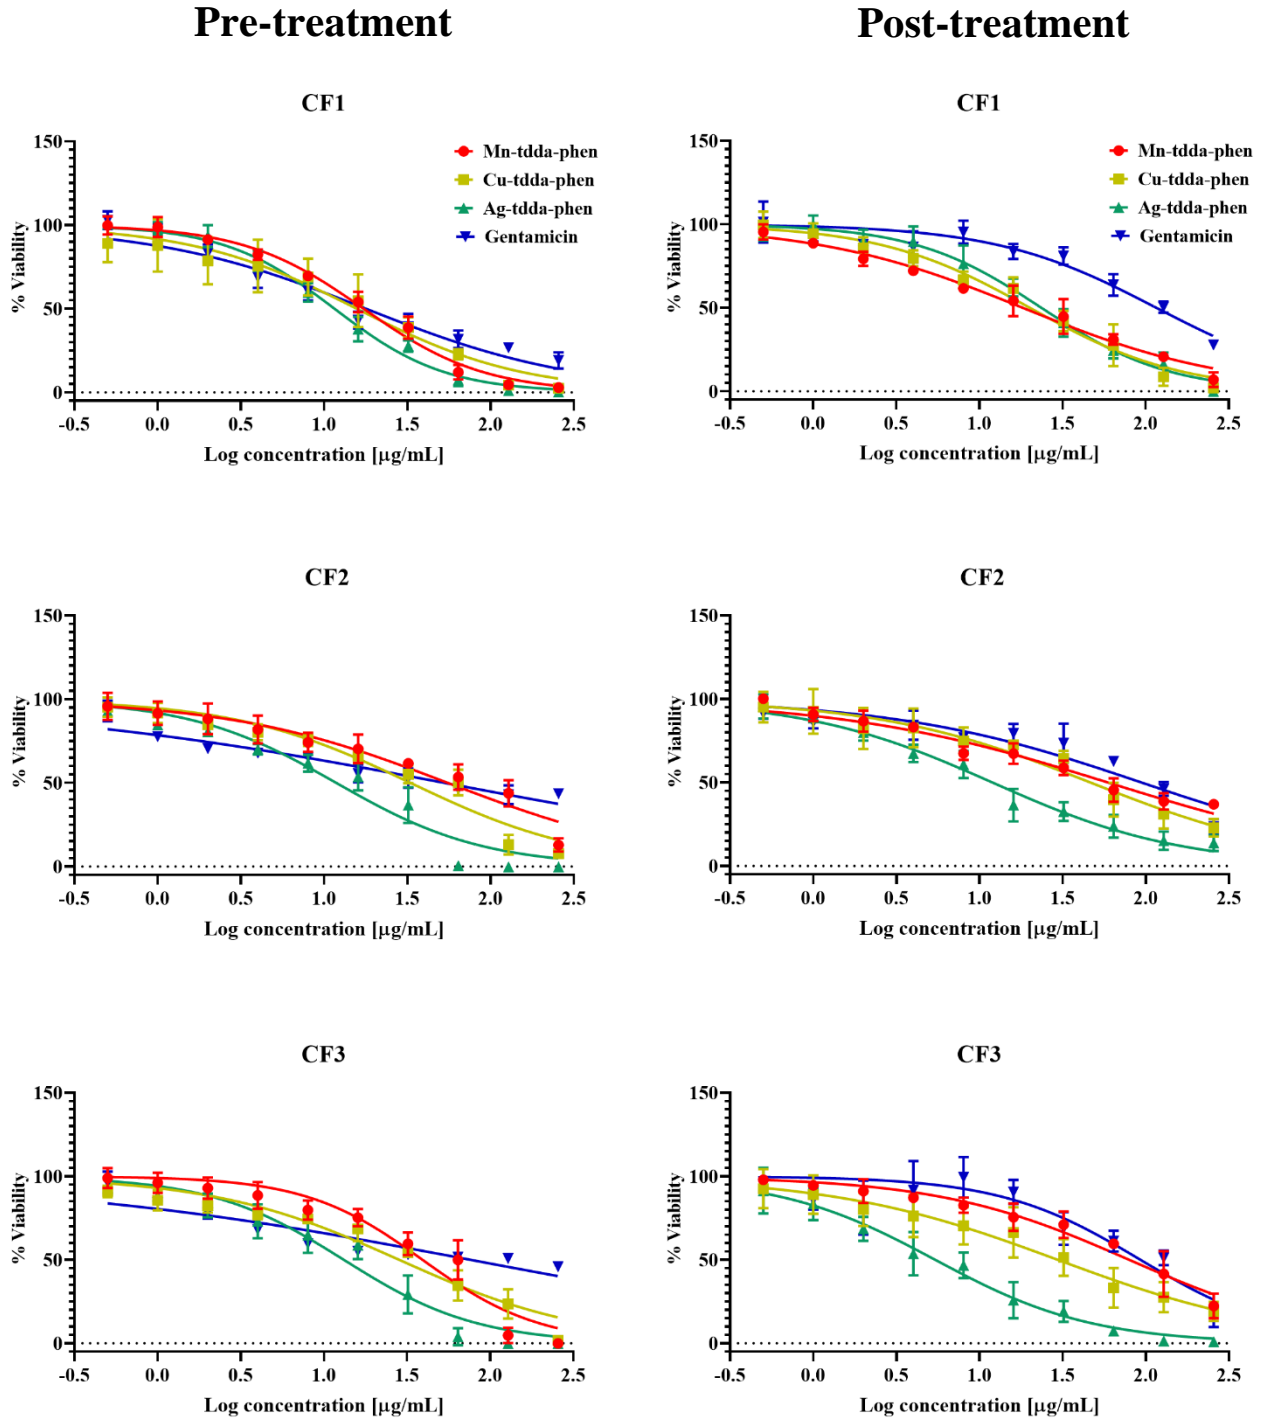 Pre-treatment
Post-treatment
CF1
150
100
50
0
% Viability
-0.5 0.0 0.5 1.0 1.5 2.0 2.5
Log concentration [μg/mL]
Mn-tdda-phen
Cu-tdda-phen
Ag-tdda-phen
Gentamicin
CF1
150
100
50
0
% Viability
-0.5 0.0 0.5 1.0 1.5 2.0 2.5
Log concentration [μg/mL]
Mn-tdda-phen
Cu-tdda-phen
Ag-tdda-phen
Gentamicin
CF2
150
100
50
0
% Viability
-0.5 0.0 0.5 1.0 1.5 2.0 2.5
Log concentration [μg/mL]
CF2
150
100
50
0
% Viability
-0.5 0.0 0.5 1.0 1.5 2.0 2.5
Log concentration [μg/mL]
CF3
150
100
50
0
% Viability
-0.5 0.0 0.5 1.0 1.5 2.0 2.5
Log concentration [μg/mL]
CF3
150
100
50
0
% Viability
-0.5 0.0 0.5 1.0 1.5 2.0 2.5
Log concentration [μg/mL]